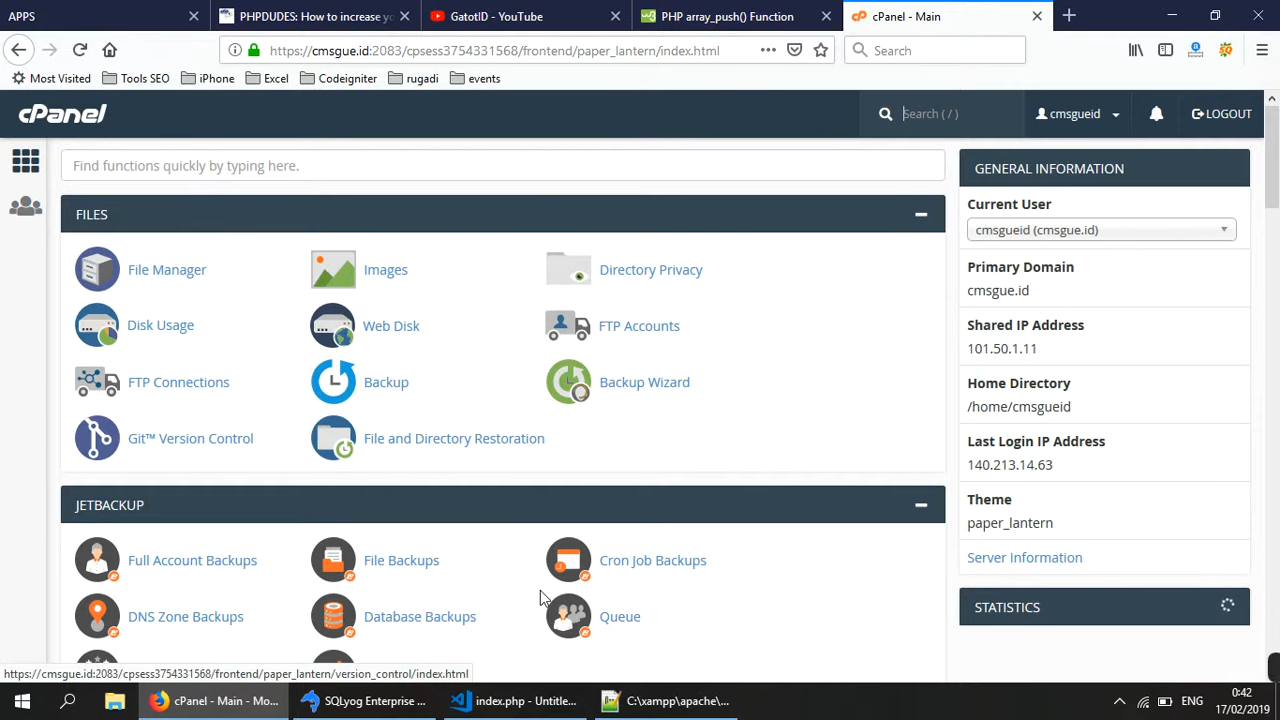 APPS
PHPDUDES: How to increase yo
GatotID - YouTube
PHP array_push() Function
cPanel - Main
https://cmsgue.id:2083/cpsess3754331568/frontend/paper_lantern/index.html
Search
Most Visited
Tools SEO
iPhone
Excel
Codeigniter
rugadi
events
cPanel
Search ( / )
cmsgueid
LOGOUT
Find functions quickly by typing here.
FILES
File Manager
Images
Directory Privacy
Disk Usage
Web Disk
FTP Accounts
FTP Connections
Backup
Backup Wizard
Git™ Version Control
File and Directory Restoration
JETBACKUP
Full Account Backups
File Backups
Cron Job Backups
DNS Zone Backups
Database Backups
Queue
GENERAL INFORMATION
Current User
cmsgueid (cmsgue.id)
Primary Domain
cmsgue.id
Shared IP Address
101.50.1.11
Home Directory
/home/cmsgueid
Last Login IP Address
140.213.14.63
Theme
paper_lantern
Server Information
STATISTICS
https://cmsgue.id:2083/cpsess3754331568/frontend/paper_lantern/version_control/index.html
cPanel - Main - Mo...
SQLyog Enterprise ...
index.php - Untitle...
C:\xampp\apache\...
ENG
0:42
17/02/2019